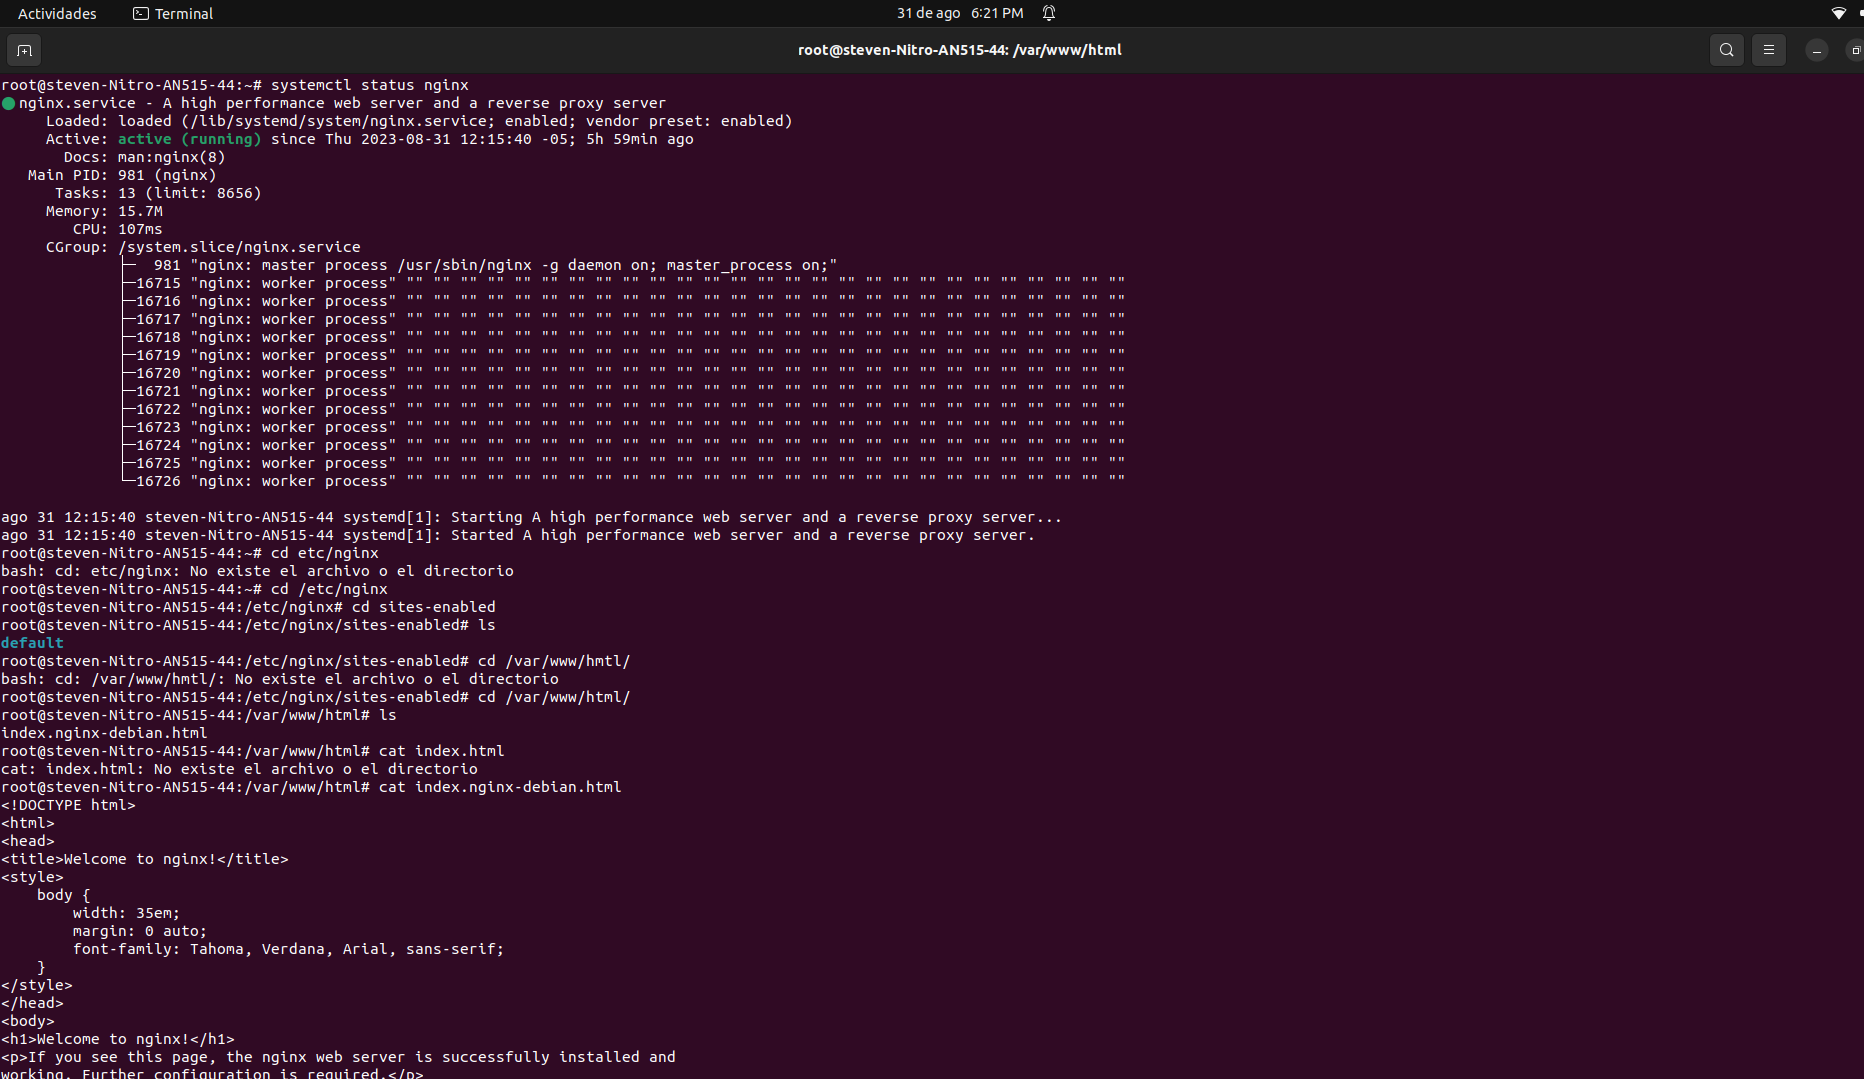 Actividades Terminal 31 de ago 6:21 PM
root@steven-Nitro-AN515-44: /var/www/html
root@steven-Nitro-AN515-44:~# systemctl status nginx
nginx.service - A high performance web server and a reverse proxy server
Loaded: loaded (/lib/systemd/system/nginx.service; enabled; vendor preset: enabled)
Active: active (running) since Thu 2023-08-31 12:15:40 -05; 5h 59min ago
Docs: man:nginx(8)
Main PID: 981 (nginx)
Tasks: 13 (limit: 8656)
Memory: 15.7M
CPU: 107ms
CGroup: /system.slice/nginx.service
├─ 981 "nginx: master process /usr/sbin/nginx -g daemon on; master_process on;"
├─16715 "nginx: worker process" "" "" "" "" "" "" "" "" "" "" "" "" "" "" "" "" "" "" "" "" "" "" "" "" "" "" ""
├─16716 "nginx: worker process" "" "" "" "" "" "" "" "" "" "" "" "" "" "" "" "" "" "" "" "" "" "" "" "" "" "" ""
├─16717 "nginx: worker process" "" "" "" "" "" "" "" "" "" "" "" "" "" "" "" "" "" "" "" "" "" "" "" "" "" "" ""
├─16718 "nginx: worker process" "" "" "" "" "" "" "" "" "" "" "" "" "" "" "" "" "" "" "" "" "" "" "" "" "" "" ""
├─16719 "nginx: worker process" "" "" "" "" "" "" "" "" "" "" "" "" "" "" "" "" "" "" "" "" "" "" "" "" "" "" ""
├─16720 "nginx: worker process" "" "" "" "" "" "" "" "" "" "" "" "" "" "" "" "" "" "" "" "" "" "" "" "" "" "" ""
├─16721 "nginx: worker process" "" "" "" "" "" "" "" "" "" "" "" "" "" "" "" "" "" "" "" "" "" "" "" "" "" "" ""
├─16722 "nginx: worker process" "" "" "" "" "" "" "" "" "" "" "" "" "" "" "" "" "" "" "" "" "" "" "" "" "" "" ""
├─16723 "nginx: worker process" "" "" "" "" "" "" "" "" "" "" "" "" "" "" "" "" "" "" "" "" "" "" "" "" "" "" ""
├─16724 "nginx: worker process" "" "" "" "" "" "" "" "" "" "" "" "" "" "" "" "" "" "" "" "" "" "" "" "" "" "" ""
├─16725 "nginx: worker process" "" "" "" "" "" "" "" "" "" "" "" "" "" "" "" "" "" "" "" "" "" "" "" "" "" "" ""
└─16726 "nginx: worker process" "" "" "" "" "" "" "" "" "" "" "" "" "" "" "" "" "" "" "" "" "" "" "" "" "" "" ""
ago 31 12:15:40 steven-Nitro-AN515-44 systemd[1]: Starting A high performance web server and a reverse proxy server...
ago 31 12:15:40 steven-Nitro-AN515-44 systemd[1]: Started A high performance web server and a reverse proxy server.
root@steven-Nitro-AN515-44:~# cd etc/nginx
bash: cd: etc/nginx: No existe el archivo o el directorio
root@steven-Nitro-AN515-44:~# cd /etc/nginx
root@steven-Nitro-AN515-44:/etc/nginx# cd sites-enabled
root@steven-Nitro-AN515-44:/etc/nginx/sites-enabled# ls
default
root@steven-Nitro-AN515-44:/etc/nginx/sites-enabled# cd /var/www/hmtl/
bash: cd: /var/www/hmtl/: No existe el archivo o el directorio
root@steven-Nitro-AN515-44:/etc/nginx/sites-enabled# cd /var/www/html/
root@steven-Nitro-AN515-44:/var/www/html# ls
index.nginx-debian.html
root@steven-Nitro-AN515-44:/var/www/html# cat index.html
cat: index.html: No existe el archivo o el directorio
root@steven-Nitro-AN515-44:/var/www/html# cat index.nginx-debian.html
<!DOCTYPE html>
<html>
<head>
<title>Welcome to nginx!</title>
<style>
body {
width: 35em;
margin: 0 auto;
font-family: Tahoma, Verdana, Arial, sans-serif;
}
</style>
</head>
<body>
<h1>Welcome to nginx!</h1>
<p>If you see this page, the nginx web server is successfully installed and
working. Further configuration is required.</p>